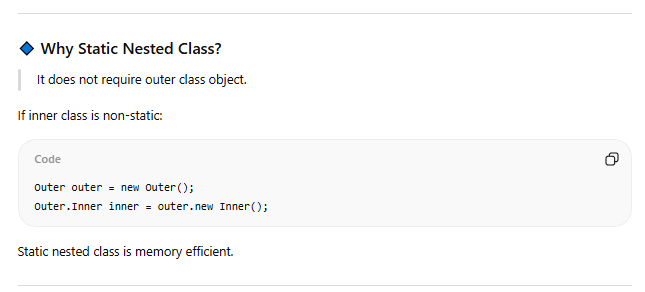 Why Static Nested Class?
It does not require outer class object.
If inner class is non-static:
Code
Outer outer = new Outer();
Outer.Inner inner = outer.new Inner();
Static nested class is memory efficient.